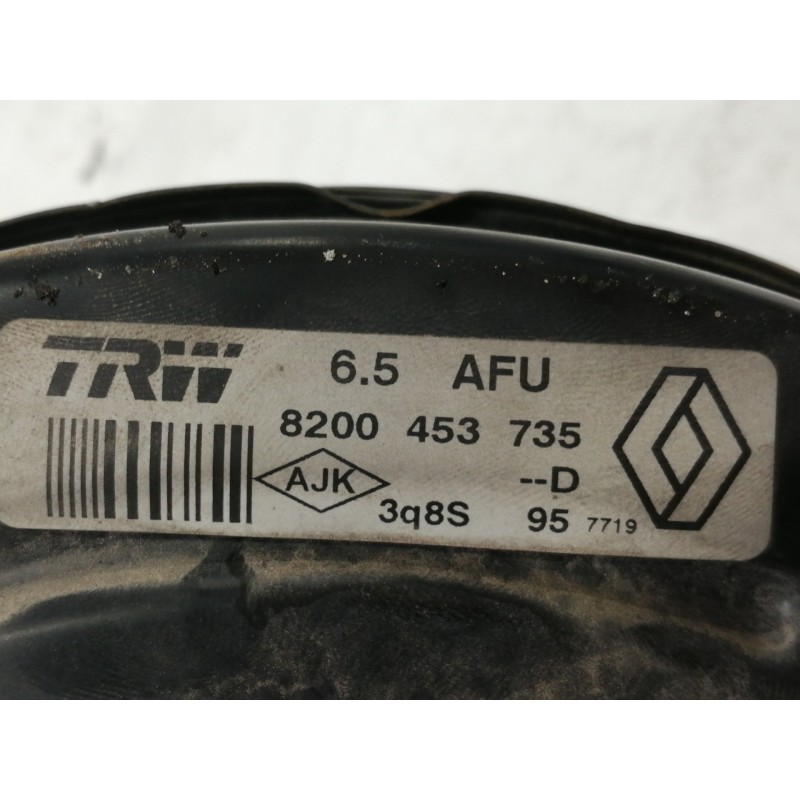 TRW 6.5 AFU
8200 453 735
AJK --D
3q8S 95 7719